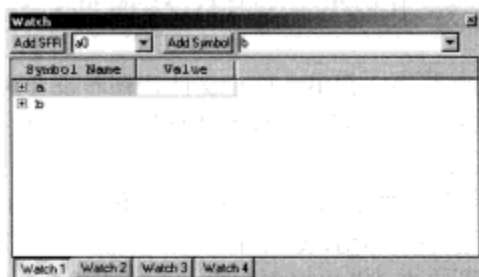 Watch
Add SFR a0 Add Symbol b
Symbol Name Value
a
b
Watch 1 Watch 2 Watch 3 Watch 4